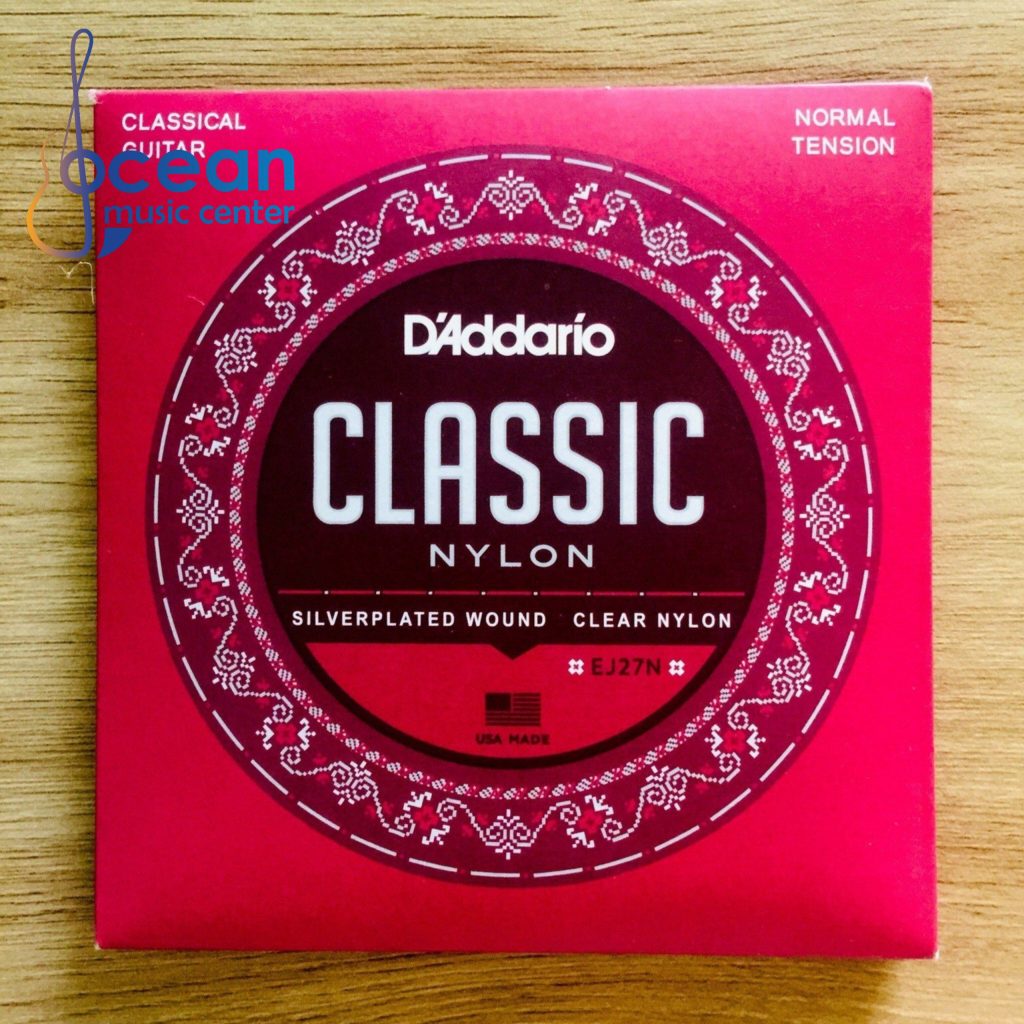 CLASSICAL
GUITAR
NORMAL
TENSION
ocean
music center
D'Addario
CLASSIC
NYLON
SILVERPLATED WOUND CLEAR NYLON
EJ27N
USA MADE